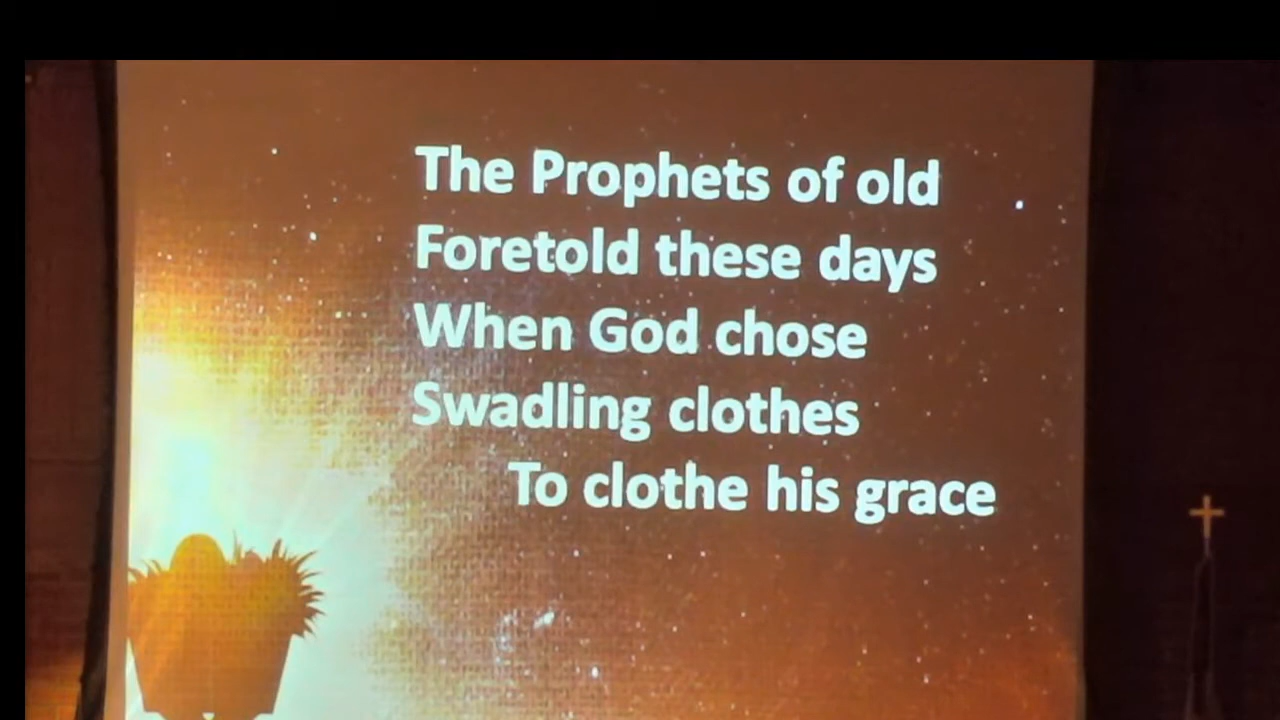 The Prophets of old
Foretold these days
When God chose
Swadling clothes
To clothe his grace